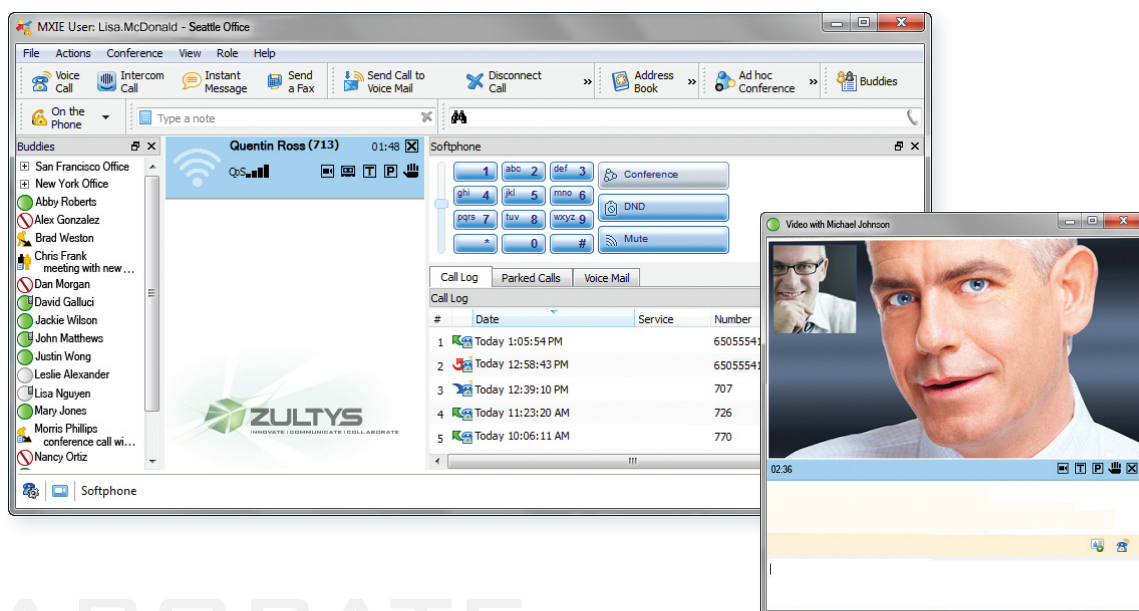 MXIE User: Lisa.McDonald - Seattle Office
File Actions Conference View Role Help
Voice Call
Intercom Call
Instant Message
Send a Fax
Send Call to Voice Mail
Disconnect Call
»
Address Book
»
Ad hoc Conference
»
Buddies
On the Phone
Type a note
Buddies
San Francisco Office
New York Office
Abby Roberts
Alex Gonzalez
Brad Weston
Chris Frank
meeting with new...
Dan Morgan
David Galluci
Jackie Wilson
John Matthews
Justin Wong
Leslie Alexander
Lisa Nguyen
Mary Jones
Morris Phillips
conference call wi...
Nancy Ortiz
Quentin Ross (713) 01:48
QoS
T P
ZULTYS
INNOVATE | COMMUNICATE | COLLABORATE
Softphone
1 abc 2 def 3
ghi 4 jkl 5 mno 6
pqrs 7 tuv 8 wxyz 9
* 0 #
Conference
DND
Mute
Call Log Parked Calls Voice Mail
Call Log
# Date Service Number
1 Today 1:05:54 PM 65055541
2 Today 12:58:43 PM 65055541
3 Today 12:39:10 PM 707
4 Today 11:23:20 AM 726
5 Today 10:06:11 AM 770
Softphone
Video with Michael Johnson
02:36
T P